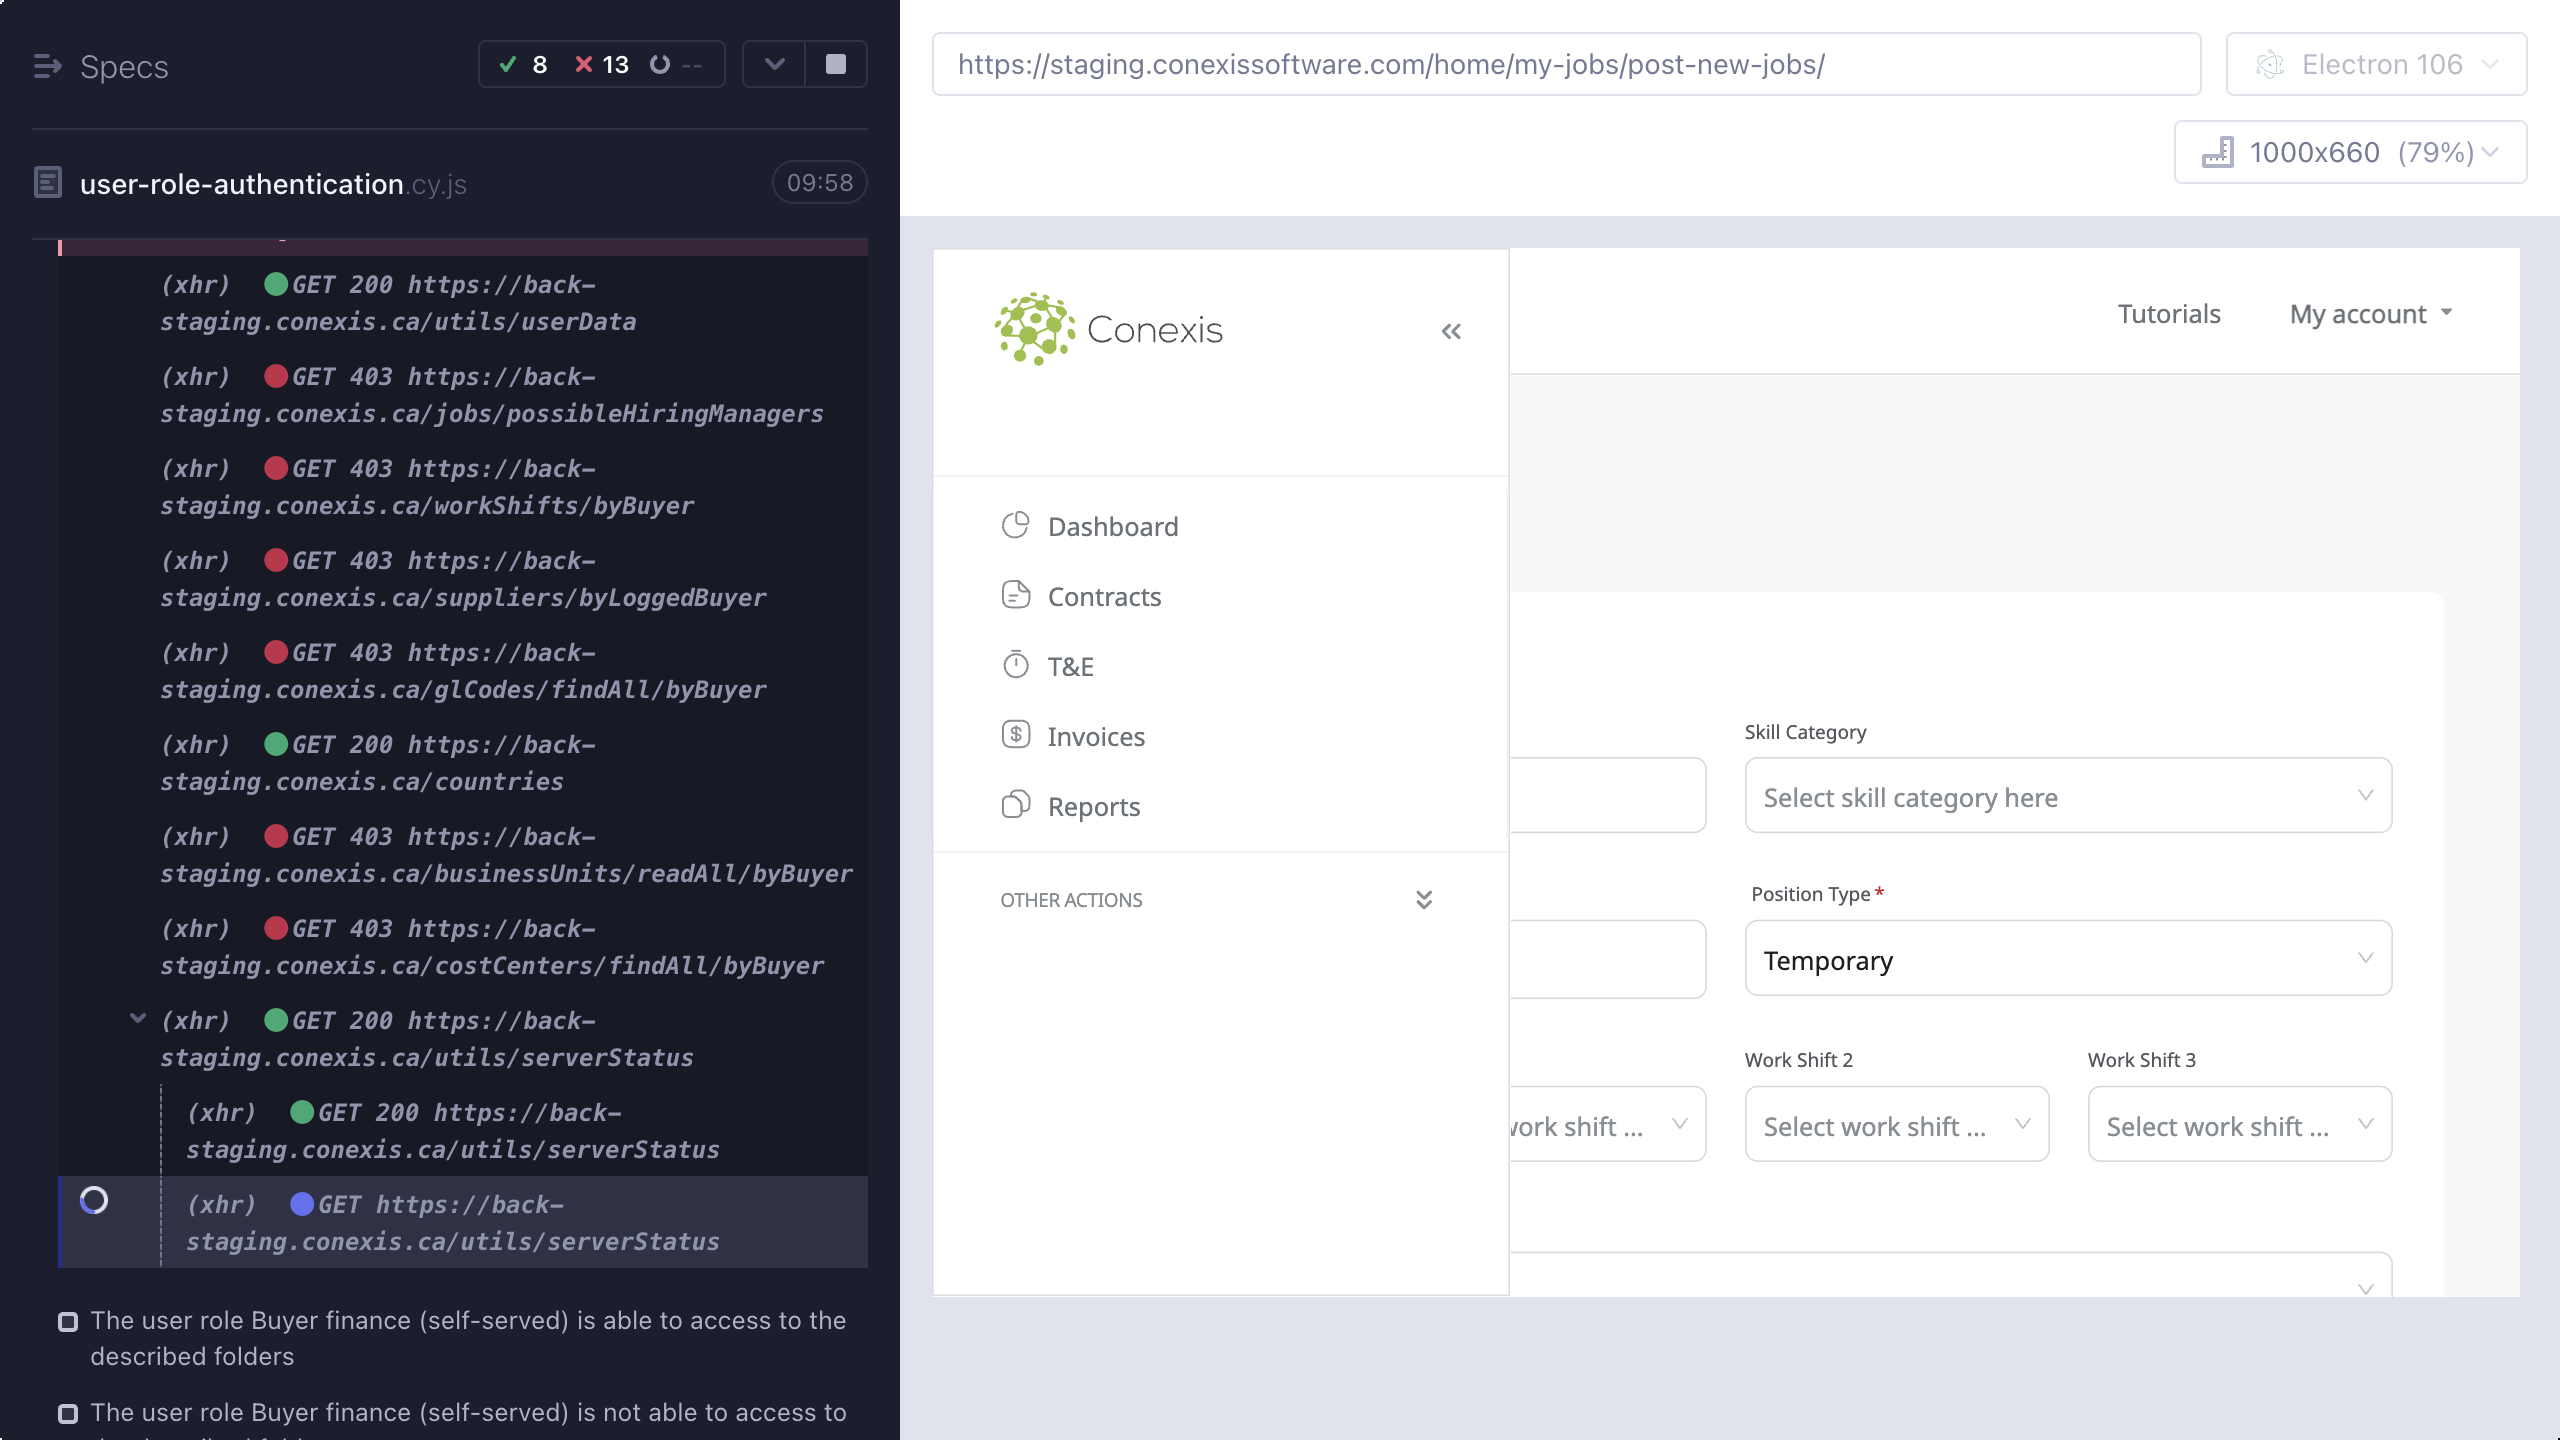 Specs
8 13 --
user-role-authentication.cy.js
09:58
(xhr) GET 200 https://back-
staging.conexis.ca/utils/userData
(xhr) GET 403 https://back-
staging.conexis.ca/jobs/possibleHiringManagers
(xhr) GET 403 https://back-
staging.conexis.ca/workShifts/byBuyer
(xhr) GET 403 https://back-
staging.conexis.ca/suppliers/byLoggedBuyer
(xhr) GET 403 https://back-
staging.conexis.ca/glCodes/findAll/byBuyer
(xhr) GET 200 https://back-
staging.conexis.ca/countries
(xhr) GET 403 https://back-
staging.conexis.ca/businessUnits/readAll/byBuyer
(xhr) GET 403 https://back-
staging.conexis.ca/costCenters/findAll/byBuyer
(xhr) GET 200 https://back-
staging.conexis.ca/utils/serverStatus
(xhr) GET 200 https://back-
staging.conexis.ca/utils/serverStatus
(xhr) GET https://back-
staging.conexis.ca/utils/serverStatus
The user role Buyer finance (self-served) is able to access to the
described folders
The user role Buyer finance (self-served) is not able to access to
https://staging.conexissoftware.com/home/my-jobs/post-new-jobs/
Electron 106
1000x660 (79%)
Conexis
Tutorials
My account
Dashboard
Contracts
T&E
Invoices
Reports
OTHER ACTIONS
Skill Category
Select skill category here
Position Type*
Temporary
Work Shift 2
Work Shift 3
work shift ...
Select work shift ...
Select work shift ...